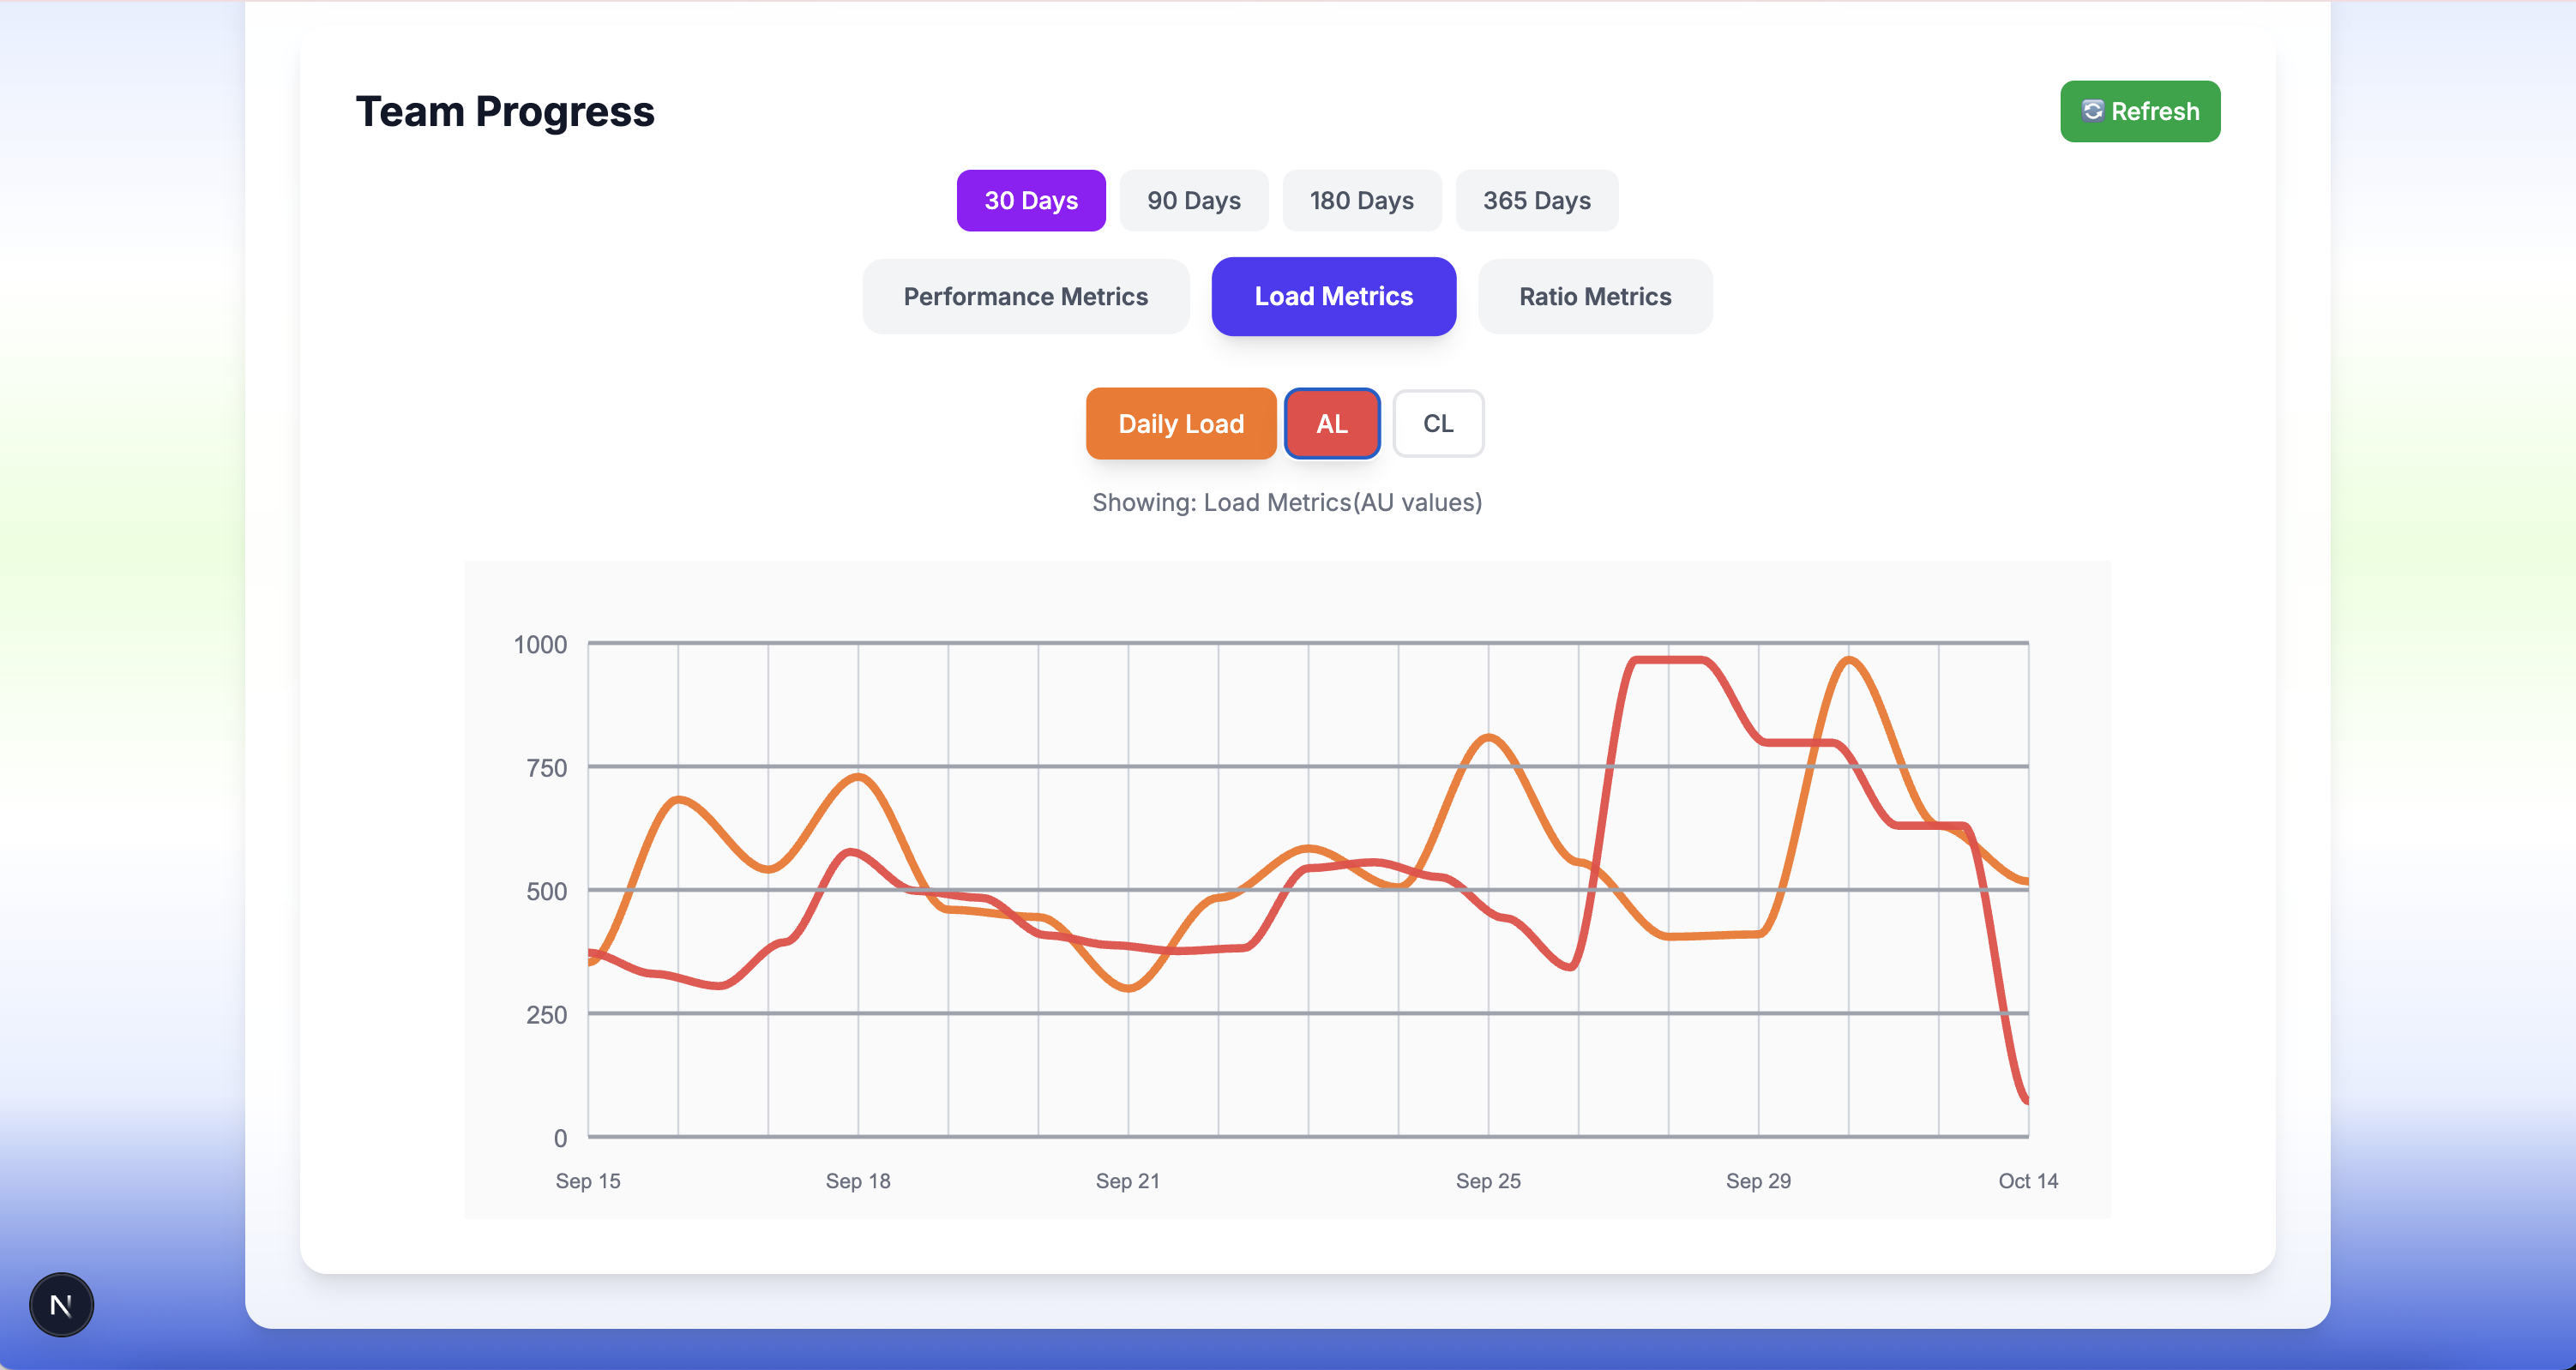 Team Progress
Refresh
30 Days 90 Days 180 Days 365 Days
Performance Metrics Load Metrics Ratio Metrics
Daily Load AL CL
Showing: Load Metrics(AU values)
1000
750
500
250
0
Sep 15 Sep 18 Sep 21 Sep 25 Sep 29 Oct 14
N